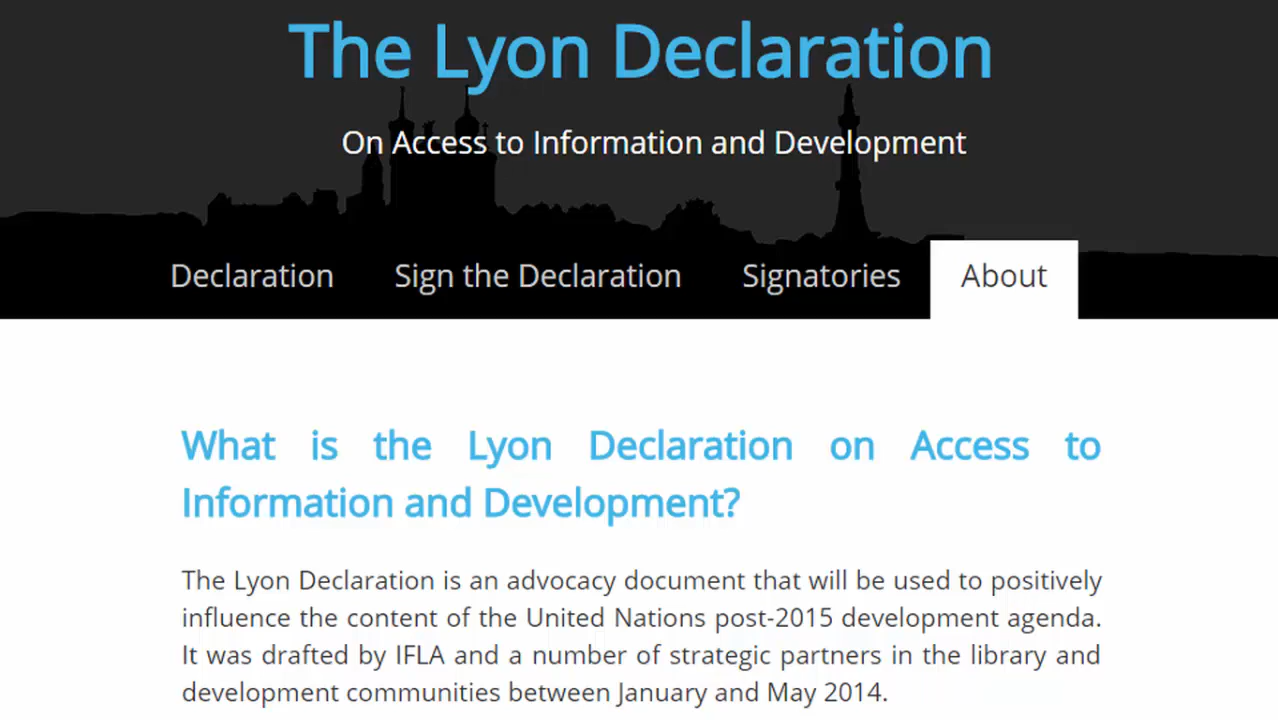 The Lyon Declaration
On Access to Information and Development
Declaration Sign the Declaration Signatories About
What is the Lyon Declaration on Access to
Information and Development?
The Lyon Declaration is an advocacy document that will be used to positively
influence the content of the United Nations post-2015 development agenda.
It was drafted by IFLA and a number of strategic partners in the library and
development communities between January and May 2014.